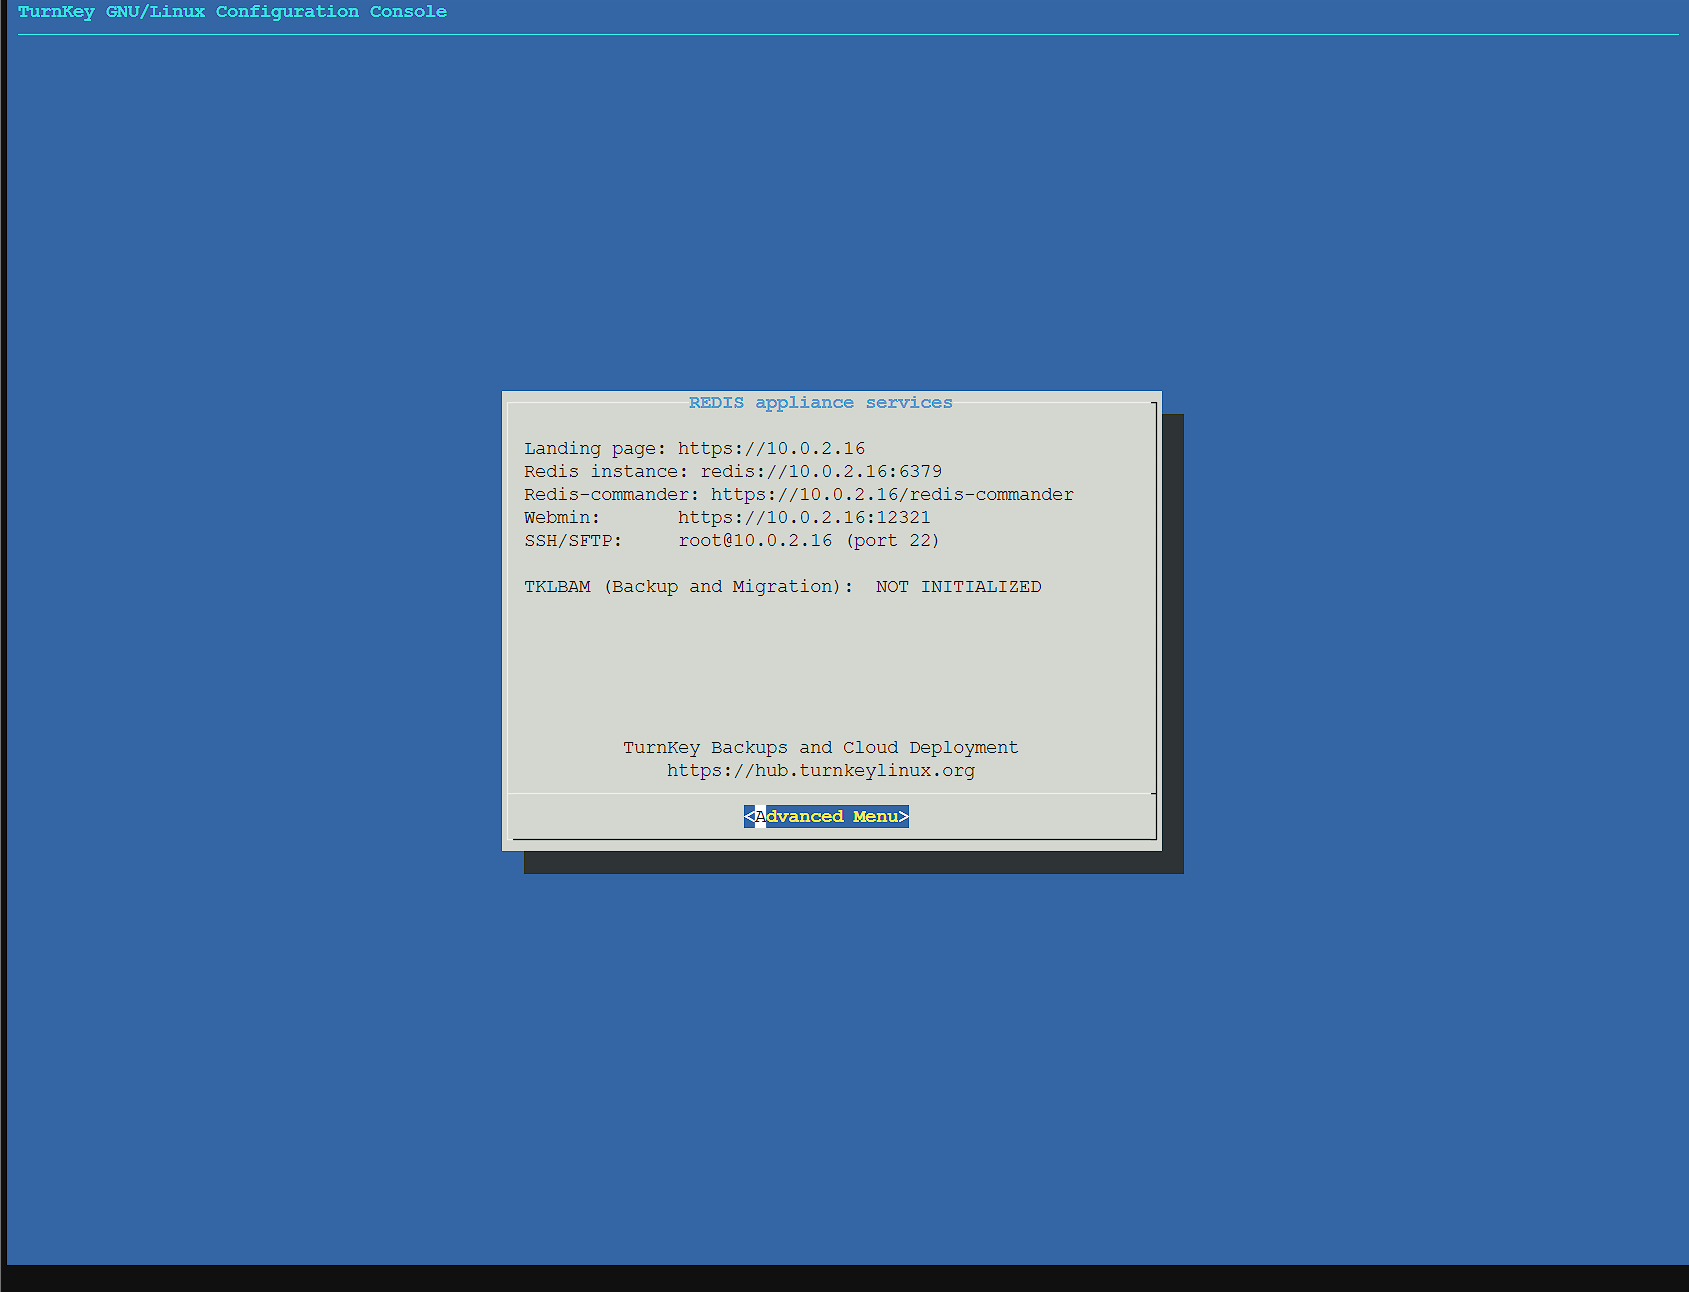 TurnKey GNU/Linux Configuration Console
REDIS appliance services
Landing page: https://10.0.2.16
Redis instance: redis://10.0.2.16:6379
Redis-commander: https://10.0.2.16/redis-commander
Webmin:       https://10.0.2.16:12321
SSH/SFTP:     root@10.0.2.16 (port 22)
TKLBAM (Backup and Migration):  NOT INITIALIZED
TurnKey Backups and Cloud Deployment
https://hub.turnkeylinux.org
<Advanced Menu>